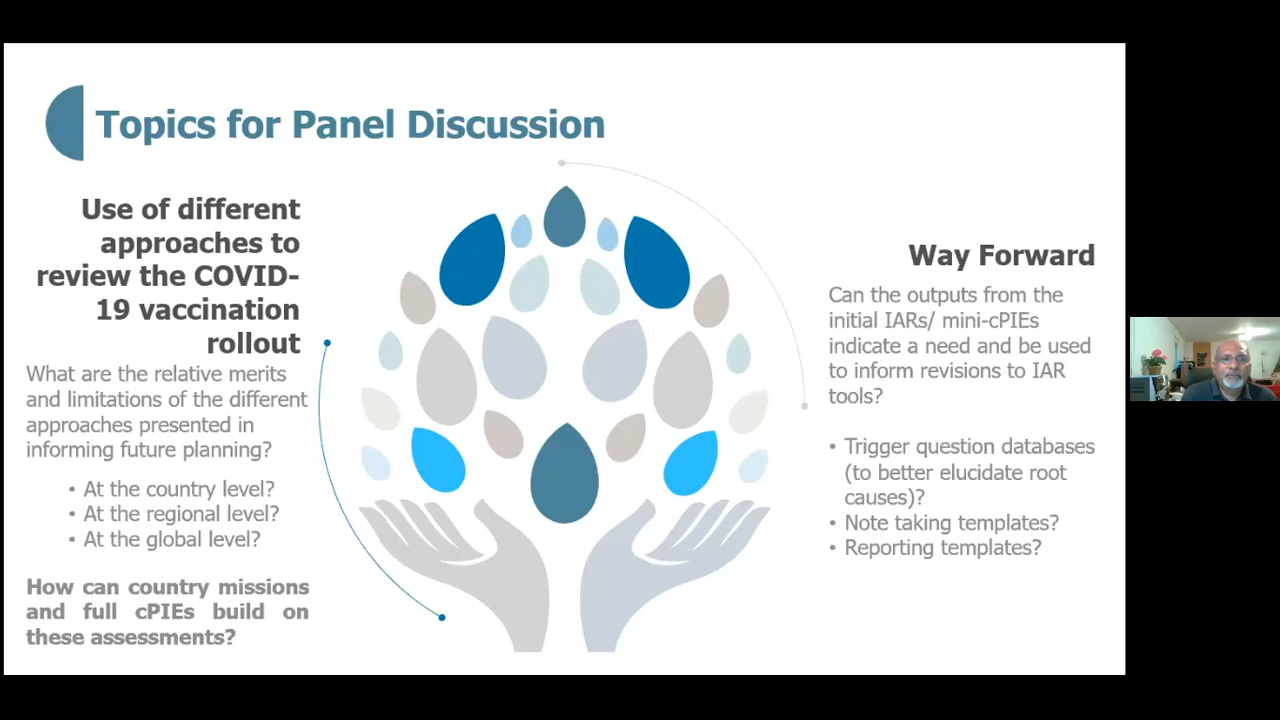 Topics for Panel Discussion
Use of different
approaches to
review the COVID-
19 vaccination
rollout
What are the relative merits
and limitations of the different
approaches presented in
informing future planning?
• At the country level?
• At the regional level?
• At the global level?
How can country missions
and full cPIEs build on
these assessments?
Way Forward
Can the outputs from the
initial IARs/ mini-cPIEs
indicate a need and be used
to inform revisions to IAR
tools?
• Trigger question databases
(to better elucidate root
causes)?
• Note taking templates?
• Reporting templates?